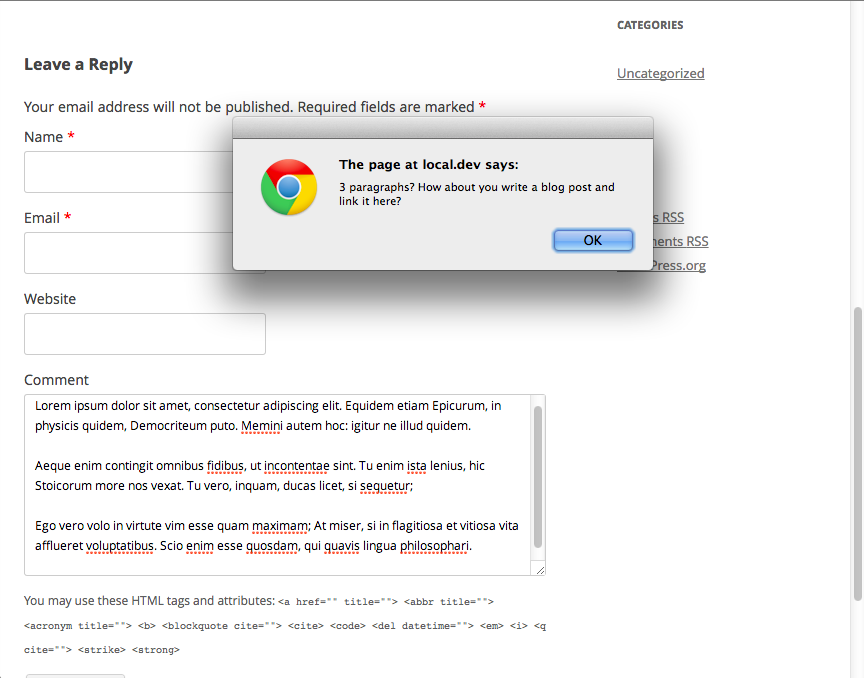 CATEGORIES
Uncategorized
Leave a Reply
Your email address will not be published. Required fields are marked *
Name *
The page at local.dev says:
3 paragraphs? How about you write a blog post and
link it here?
OK
Email *
RSS
RSS
Press.org
Website
Comment
Lorem ipsum dolor sit amet, consectetur adipiscing elit. Equidem etiam Epicurum, in
physicis quidem, Democriteum puto. Memini autem hoc: igitur ne illud quidem.
Aeque enim contingit omnibus fidibus, ut incontentae sint. Tu enim ista lenius, hic
Stoicorum more nos vexat. Tu vero, inquam, ducas licet, si sequetur;
Ego vero volo in virtute vim esse quam maximam; At miser, si in flagitiosa et vitiosa vita
afflueret voluptatibus. Scio enim esse quosdam, qui quavis lingua philosophari.
You may use these HTML tags and attributes: <a href="" title=""> <abbr title="">
<acronym title=""> <b> <blockquote cite=""> <cite> <code> <del datetime=""> <em> <i> <q
cite=""> <strike> <strong>